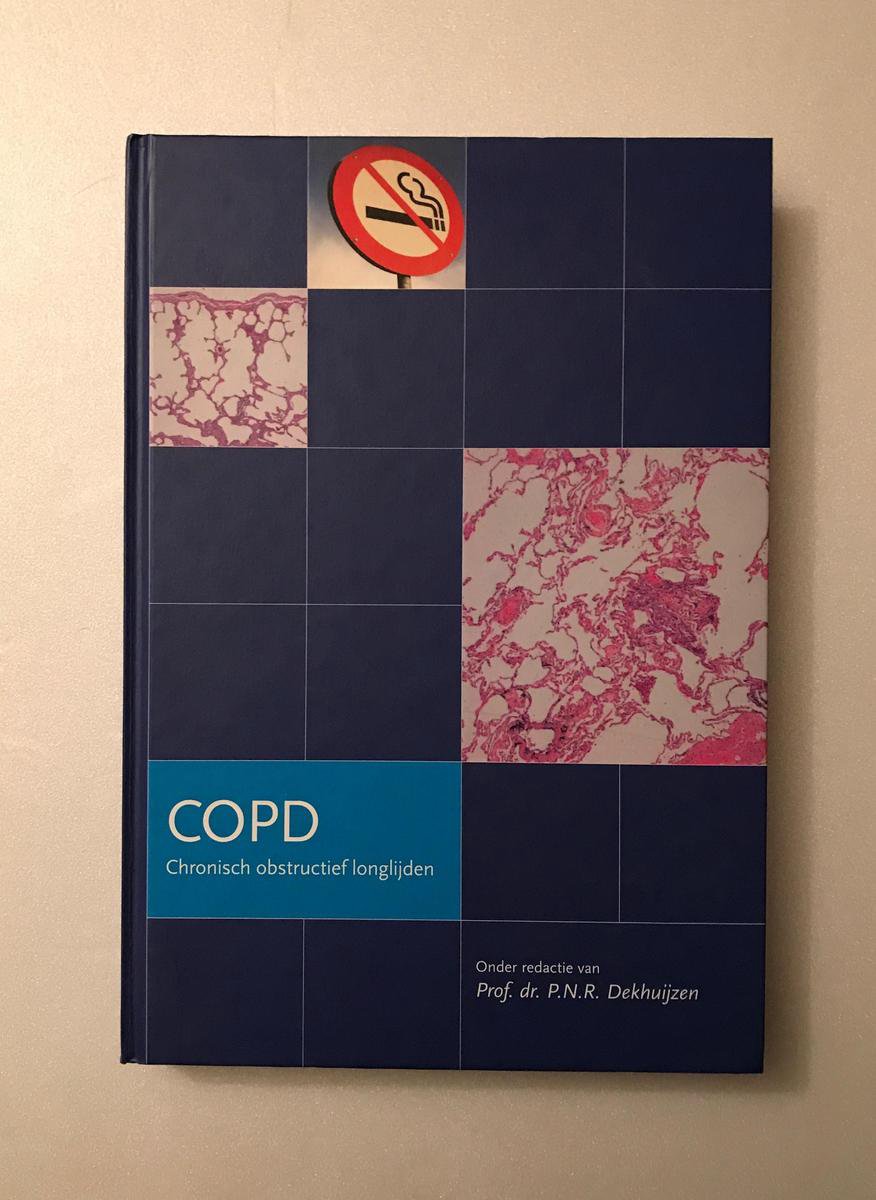 COPD
Chronisch obstructief longlijden
Onder redactie van
Prof. dr. P.N.R. Dekhuijzen